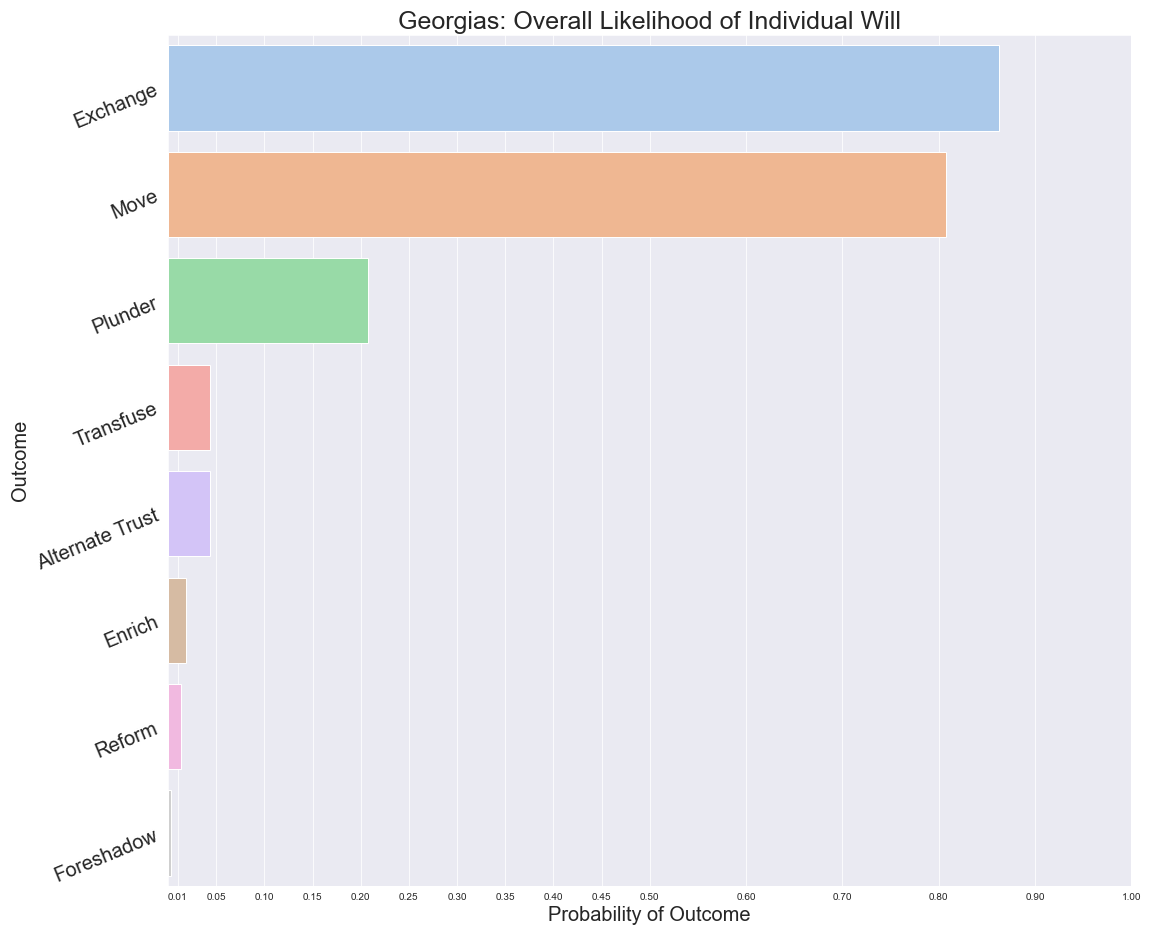 Georgias: Overall Likelihood of Individual Will
Exchange
Move
Plunder
Transfuse
Alternate Trust
Enrich
Reform
Foreshadow
Outcome
0.01 0.05 0.10 0.15 0.20 0.25 0.30 0.35 0.40 0.45 0.50 0.60 0.70 0.80 0.90 1.00
Probability of Outcome